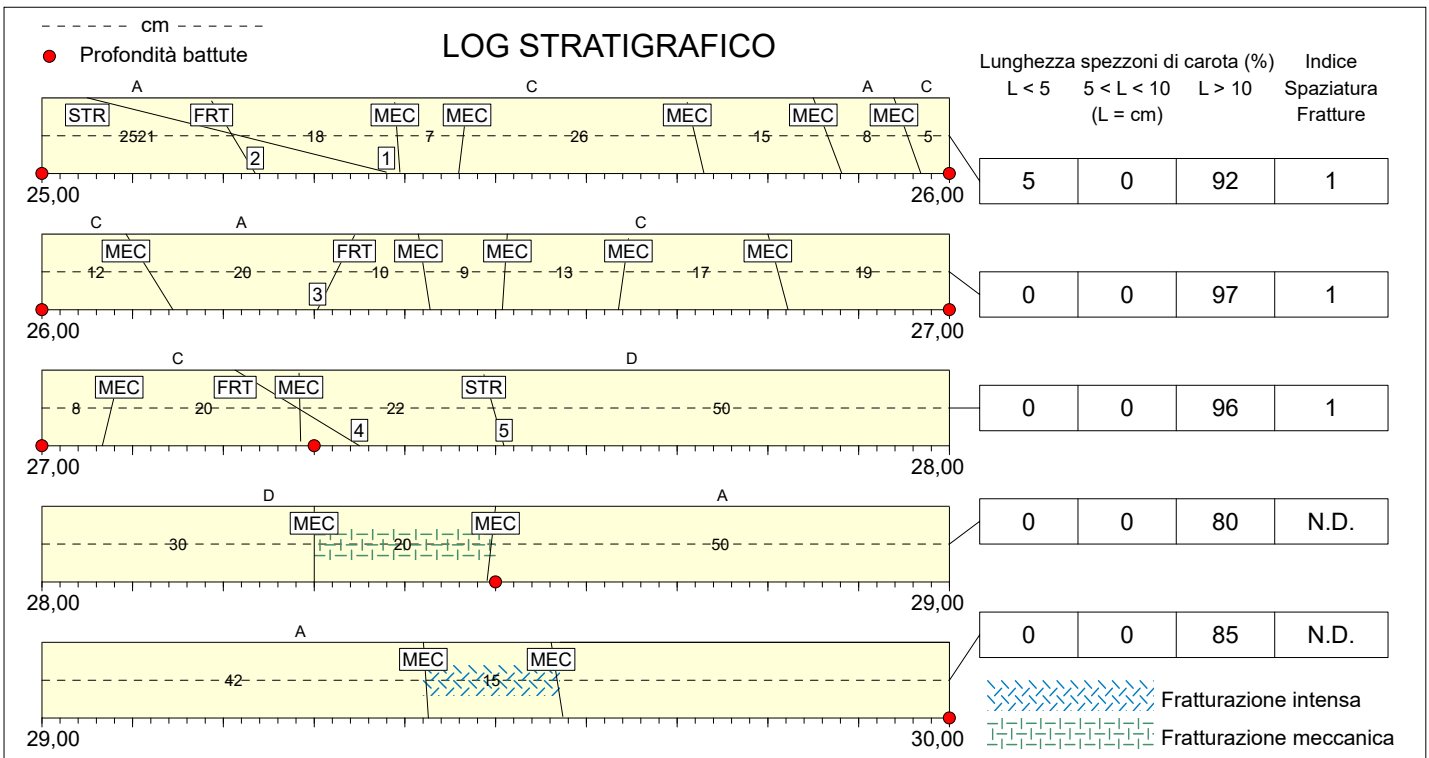 cm
Profondità battute
LOG STRATIGRAFICO
Lunghezza spezzoni di carota (%) Indice
L < 5 5 < L < 10 L > 10 Spaziatura
(L = cm) Fratture
A C A C
STR FRT MEC MEC MEC MEC MEC
2521 18 7 26 15 8 5
2 1
25,00 26,00
5 0 92 1
C A C
MEC FRT MEC MEC MEC MEC
12 20 10 9 13 17 19
3
26,00 27,00
0 0 97 1
C D
MEC FRT MEC STR
8 20 22 50
4 5
27,00 28,00
0 0 96 1
D A
MEC MEC
30 20 50
28,00 29,00
0 0 80 N.D.
A
MEC MEC
42 15
29,00 30,00
0 0 85 N.D.
Fratturazione intensa
Fratturazione meccanica